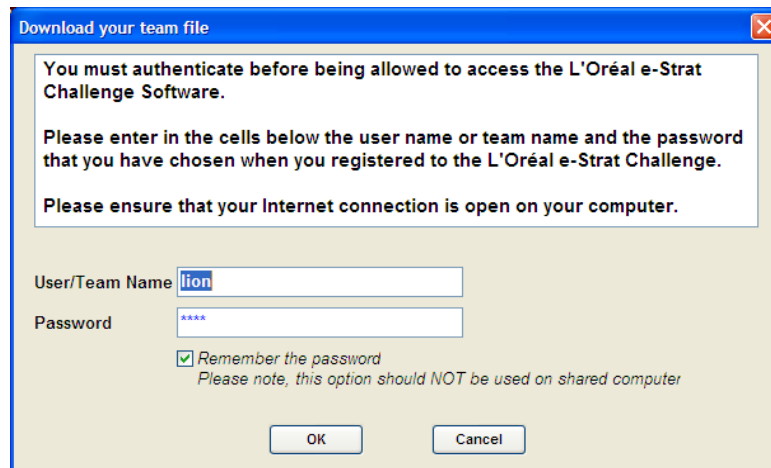 Download your team file
You must authenticate before being allowed to access the L'Oréal e-Strat
Challenge Software.
Please enter in the cells below the user name or team name and the password
that you have chosen when you registered to the L'Oréal e-Strat Challenge.
Please ensure that your Internet connection is open on your computer.
User/Team Name lion
Password ****
Remember the password
Please note, this option should NOT be used on shared computer
OK Cancel